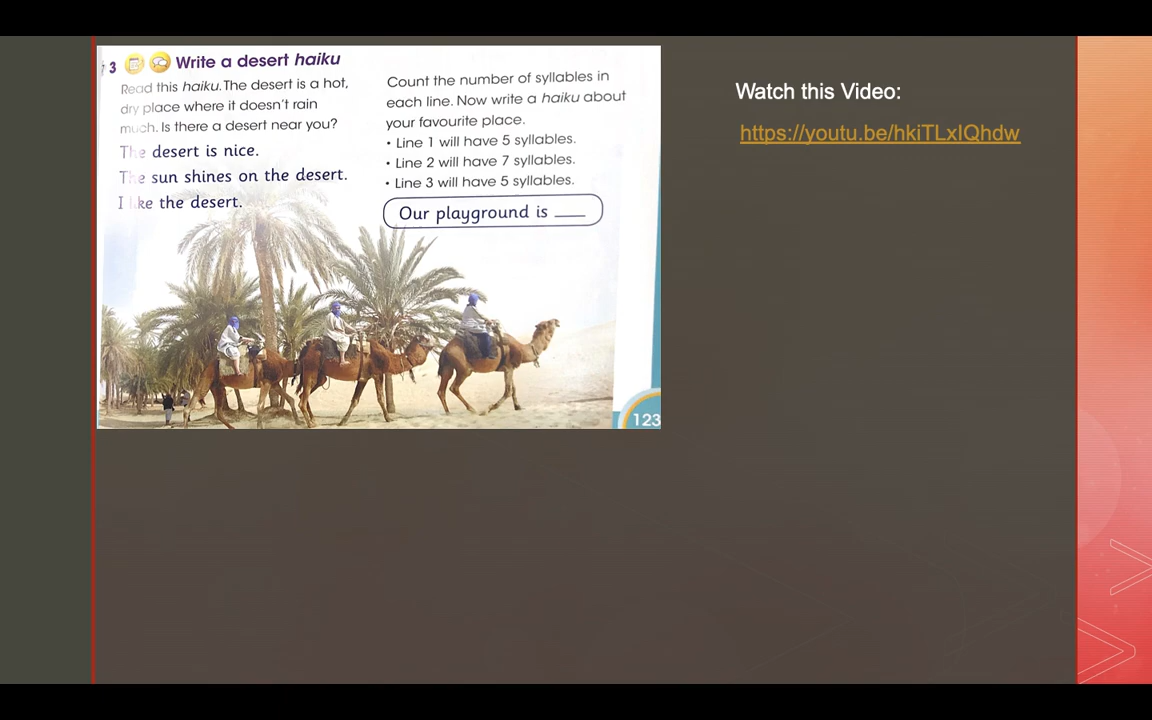 3 Write a desert haiku
Read this haiku. The desert is a hot,
dry place where it doesn't rain
much. Is there a desert near you?
The desert is nice.
The sun shines on the desert.
I like the desert.
Count the number of syllables in
each line. Now write a haiku about
your favourite place.
• Line 1 will have 5 syllables.
• Line 2 will have 7 syllables.
• Line 3 will have 5 syllables.
Our playground is ___
123
Watch this Video:
https://youtu.be/hkiTLxIQhdw